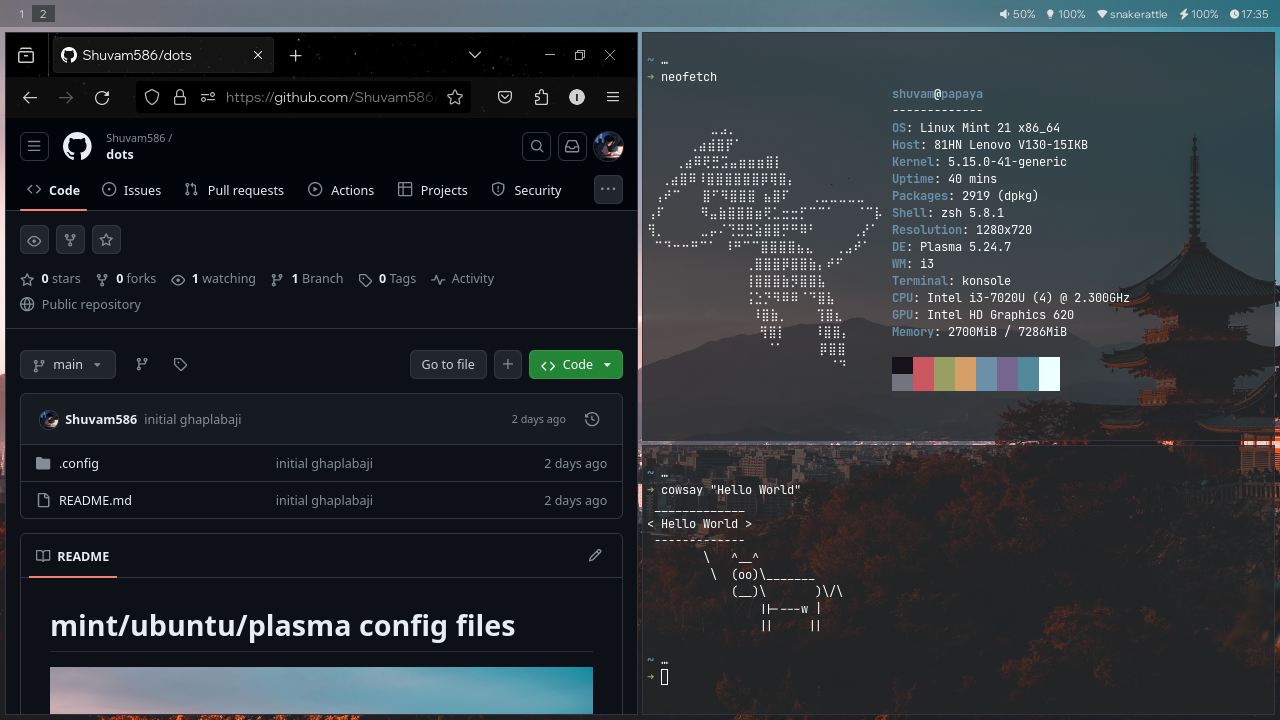 1 2
50% 100% snakerattle 100% 17:35
Shuvam586/dots
https://github.com/Shuvam586/
Shuvam586 /
dots
Code Issues Pull requests Actions Projects Security
0 stars 0 forks 1 watching 1 Branch 0 Tags Activity
Public repository
main Go to file Code
Shuvam586 initial ghaplabaji 2 days ago
.config initial ghaplabaji 2 days ago
README.md initial ghaplabaji 2 days ago
README
mint/ubuntu/plasma config files
~ …
➜ neofetch
shuvam@papaya
-------------
OS: Linux Mint 21 x86_64
Host: 81HN Lenovo V130-15IKB
Kernel: 5.15.0-41-generic
Uptime: 40 mins
Packages: 2919 (dpkg)
Shell: zsh 5.8.1
Resolution: 1280x720
DE: Plasma 5.24.7
WM: i3
Terminal: konsole
CPU: Intel i3-7020U (4) @ 2.300GHz
GPU: Intel HD Graphics 620
Memory: 2700MiB / 7286MiB
~ …
➜ cowsay "Hello World"
 _____________
< Hello World >
 -------------
        \   ^__^
         \  (oo)\_______
            (__)\       )\/\
                ||----w |
                ||     ||
~ …
➜